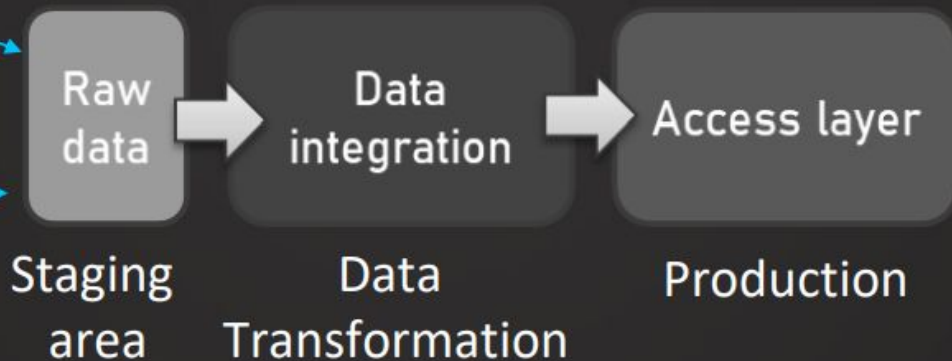 Raw
data
Data
integration
Access layer
Staging
area
Data
Transformation
Production